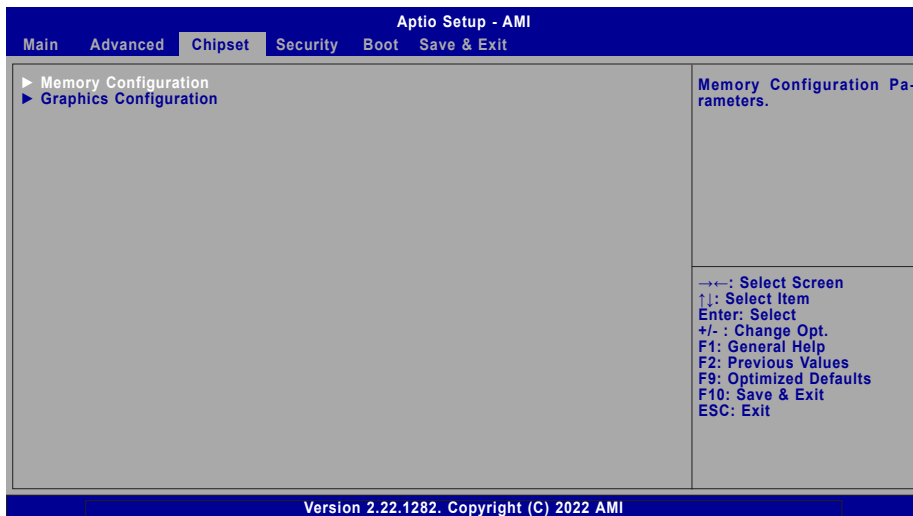 Aptio Setup - AMI
Main Advanced Chipset Security Boot Save & Exit
► Memory Configuration
► Graphics Configuration
Memory Configuration Pa-
rameters.
→←: Select Screen
↑↓: Select Item
Enter: Select
+/- : Change Opt.
F1: General Help
F2: Previous Values
F9: Optimized Defaults
F10: Save & Exit
ESC: Exit
Version 2.22.1282. Copyright (C) 2022 AMI